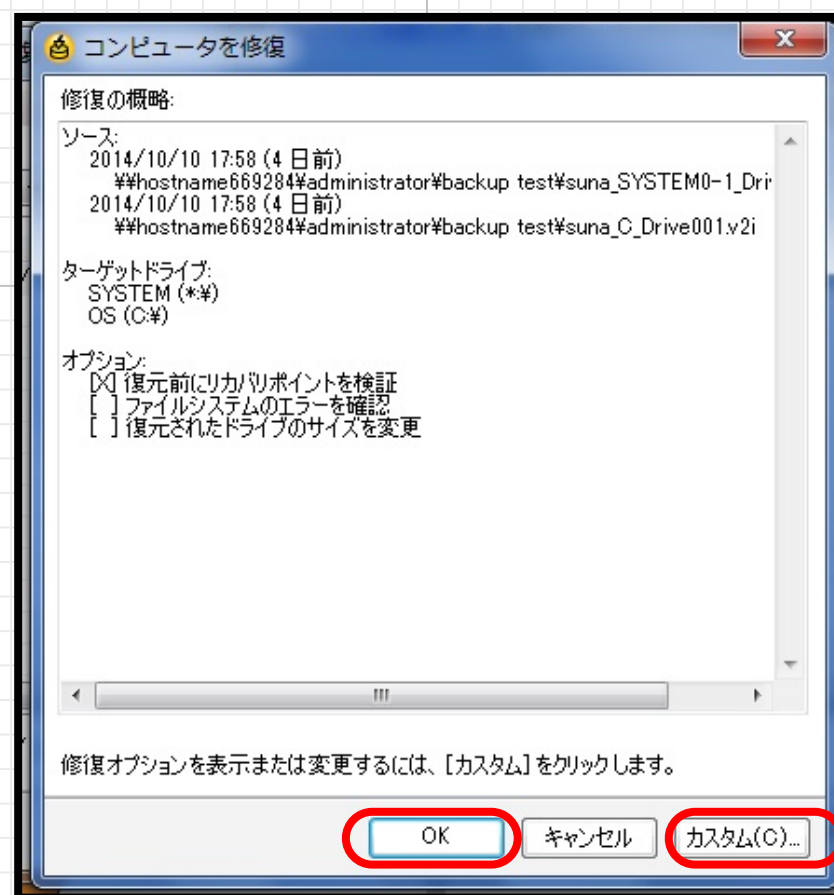 コンピュータを修復
修復の概略:
ソース:
2014/10/10 17:58 (4 日前)
¥¥hostname669284¥administrator¥backup test¥suna_SYSTEM0-1_Dri
2014/10/10 17:58 (4 日前)
¥¥hostname669284¥administrator¥backup test¥suna_C_Drive001.v2i
ターゲットドライブ:
SYSTEM (*:¥)
OS (C:¥)
オプション:
[X] 復元前にリカバリポイントを検証
[ ] ファイルシステムのエラーを確認
[ ] 復元されたドライブのサイズを変更
修復オプションを表示または変更するには、[カスタム] をクリックします。
OK キャンセル カスタム(C)...